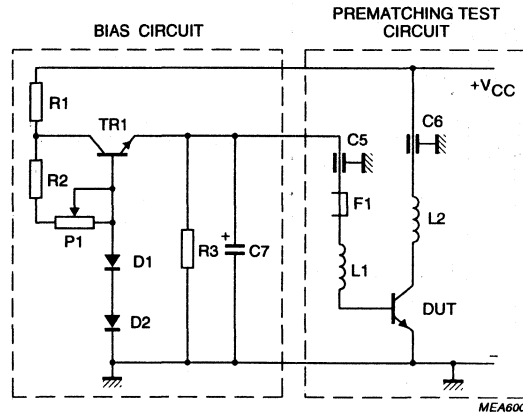 BIAS CIRCUIT
PREMATCHING TEST
CIRCUIT
+VCC
R1
TR1
C5
C6
R2
F1
L2
P1
D1
R3
+
C7
L1
D2
DUT
–
MEA600